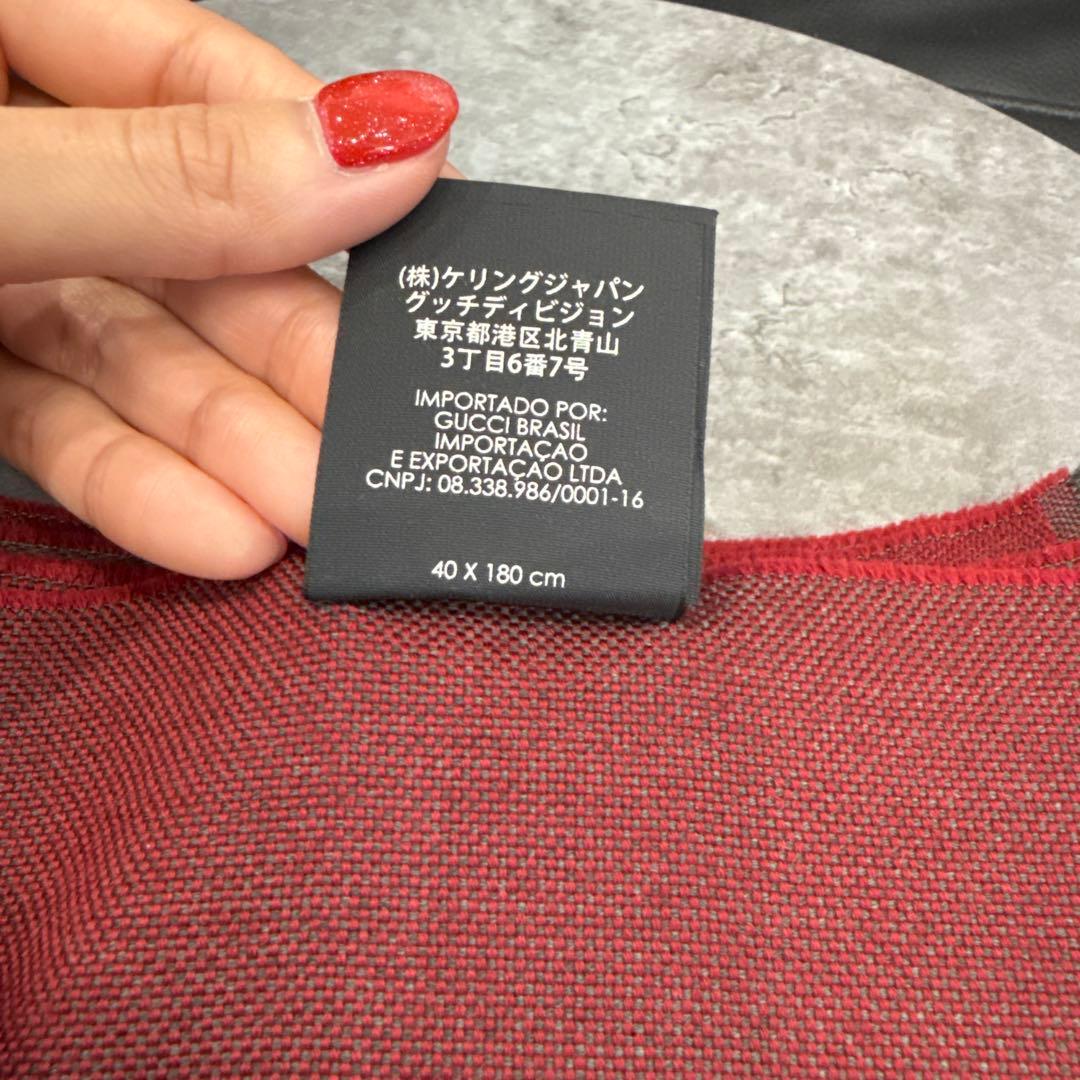 (株)ケリングジャパン
グッチディビジョン
東京都港区北青山
3丁目6番7号
IMPORTADO POR:
GUCCI BRASIL
IMPORTAÇAO
E EXPORTAÇAO LTDA
CNPJ: 08.338.986/0001-16
40 X 180 cm